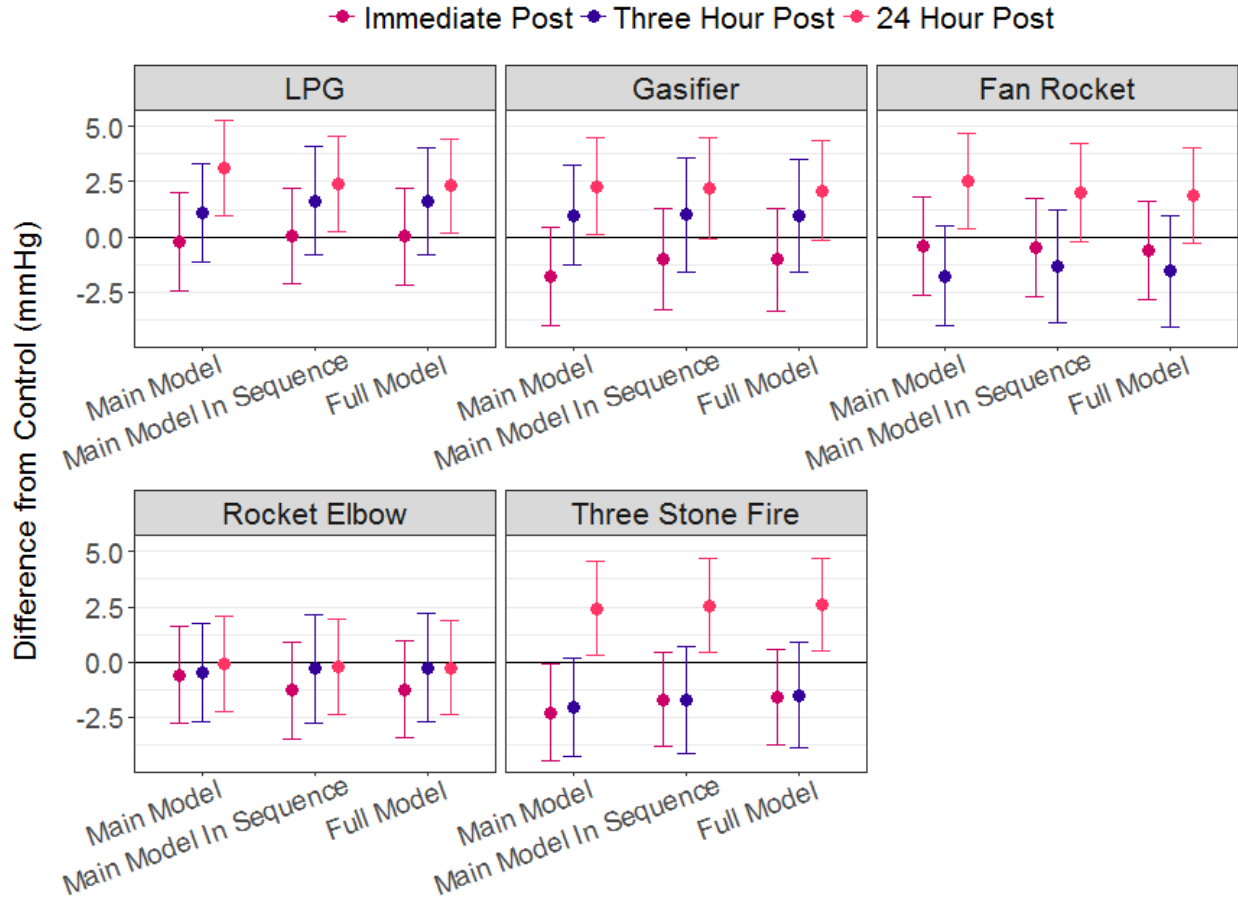 Immediate Post Three Hour Post 24 Hour Post
LPG Gasifier Fan Rocket
Difference from Control (mmHg)
5.0
2.5
0.0
-2.5
Main Model
Main Model In Sequence
Full Model
Main Model
Main Model In Sequence
Full Model
Main Model
Main Model In Sequence
Full Model
Rocket Elbow Three Stone Fire
5.0
2.5
0.0
-2.5
Main Model
Main Model In Sequence
Full Model
Main Model
Main Model In Sequence
Full Model